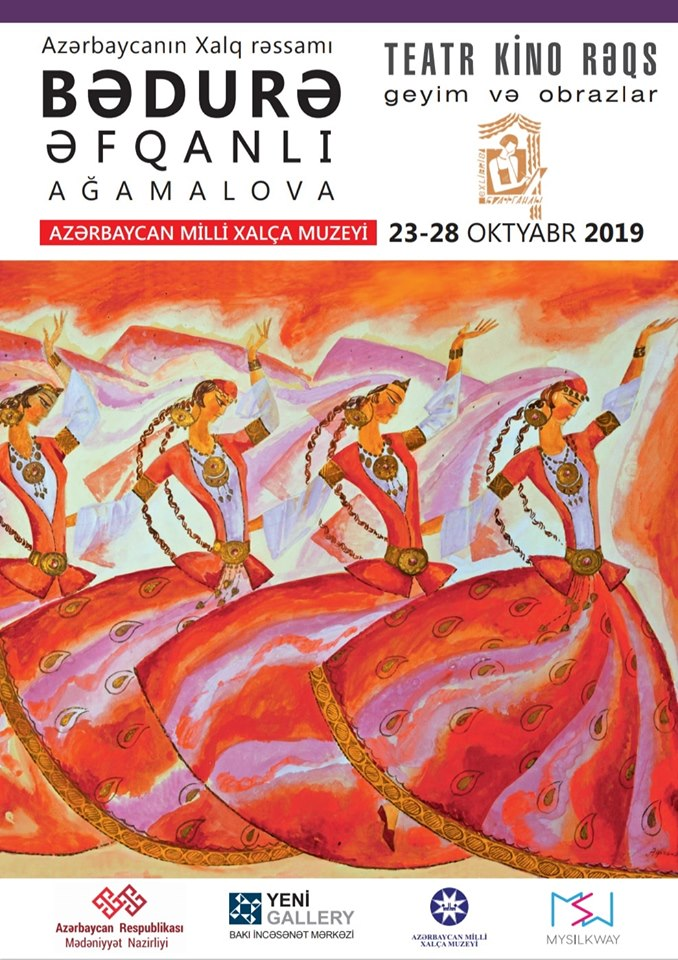 Azərbaycanın Xalq rəssamı
BƏDURƏ
ƏFQANLI
AĞAMALOVA
AZƏRBAYCAN MİLLİ XALÇA MUZEYİ
TEATR KİNO RƏQS
geyim və obrazlar
23-28 OKTYABR 2019
Azərbaycan Respublikası
Mədəniyyət Nazirliyi
YENİ
GALLERY
BAKI İNCƏSƏNƏT MƏRKƏZİ
AZƏRBAYCAN MİLLİ
XALÇA MUZEYİ
MSW
MYSILKWAY